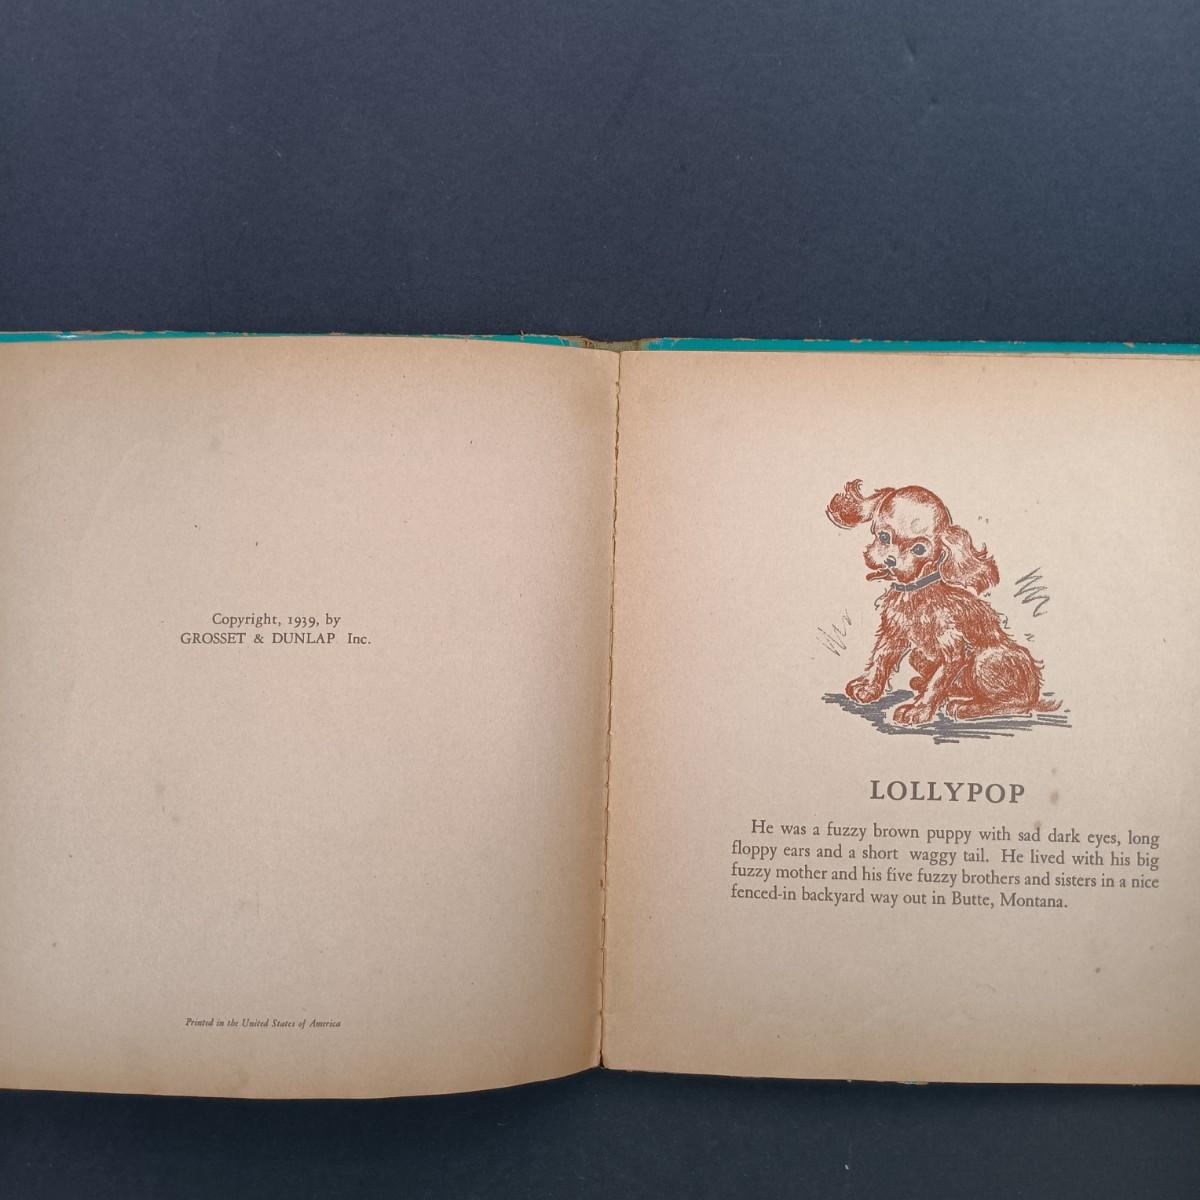 Copyright, 1939, by
GROSSET & DUNLAP Inc.
Printed in the United States of America
LOLLYPOP
He was a fuzzy brown puppy with sad dark eyes, long
floppy ears and a short waggy tail. He lived with his big
fuzzy mother and his five fuzzy brothers and sisters in a nice
fenced-in backyard way out in Butte, Montana.